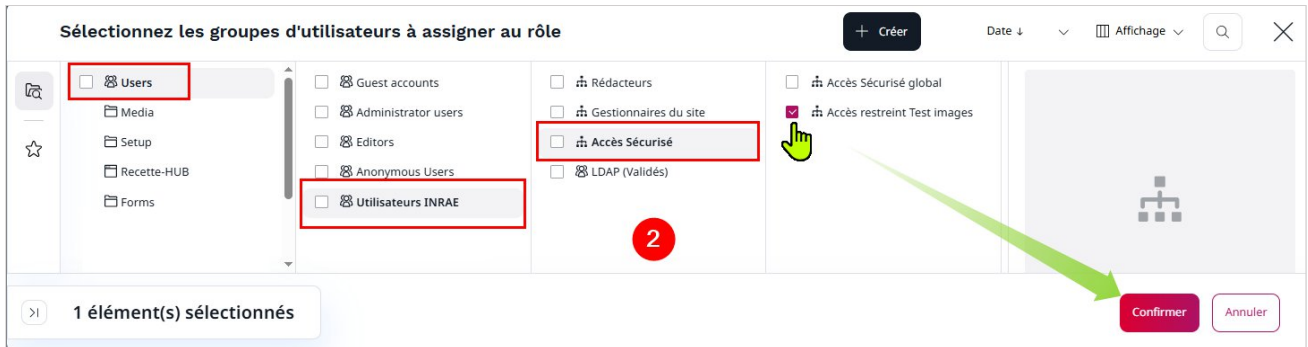 Sélectionnez les groupes d'utilisateurs à assigner au rôle
+ Créer
Date ↓
Affichage
Users
Media
Setup
Recette-HUB
Forms
Guest accounts
Administrator users
Editors
Anonymous Users
Utilisateurs INRAE
Rédacteurs
Gestionnaires du site
Accès Sécurisé
LDAP (Validés)
2
Accès Sécurisé global
Accès restreint Test images
1 élément(s) sélectionnés
Confirmer
Annuler